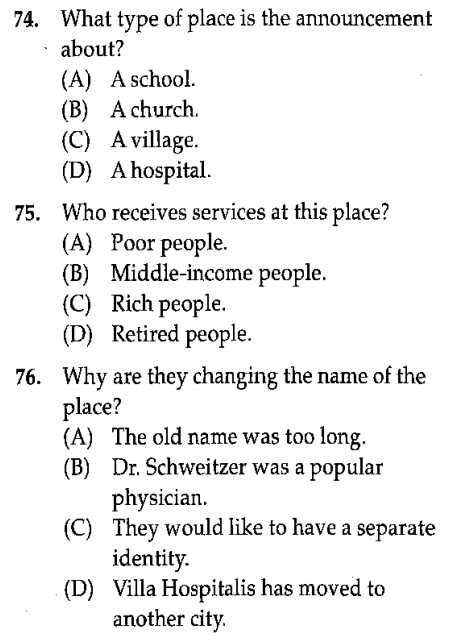 74. What type of place is the announcement
about?
(A) A school.
(B) A church.
(C) A village.
(D) A hospital.
75. Who receives services at this place?
(A) Poor people.
(B) Middle-income people.
(C) Rich people.
(D) Retired people.
76. Why are they changing the name of the
place?
(A) The old name was too long.
(B) Dr. Schweitzer was a popular
physician.
(C) They would like to have a separate
identity.
(D) Villa Hospitalis has moved to
another city.